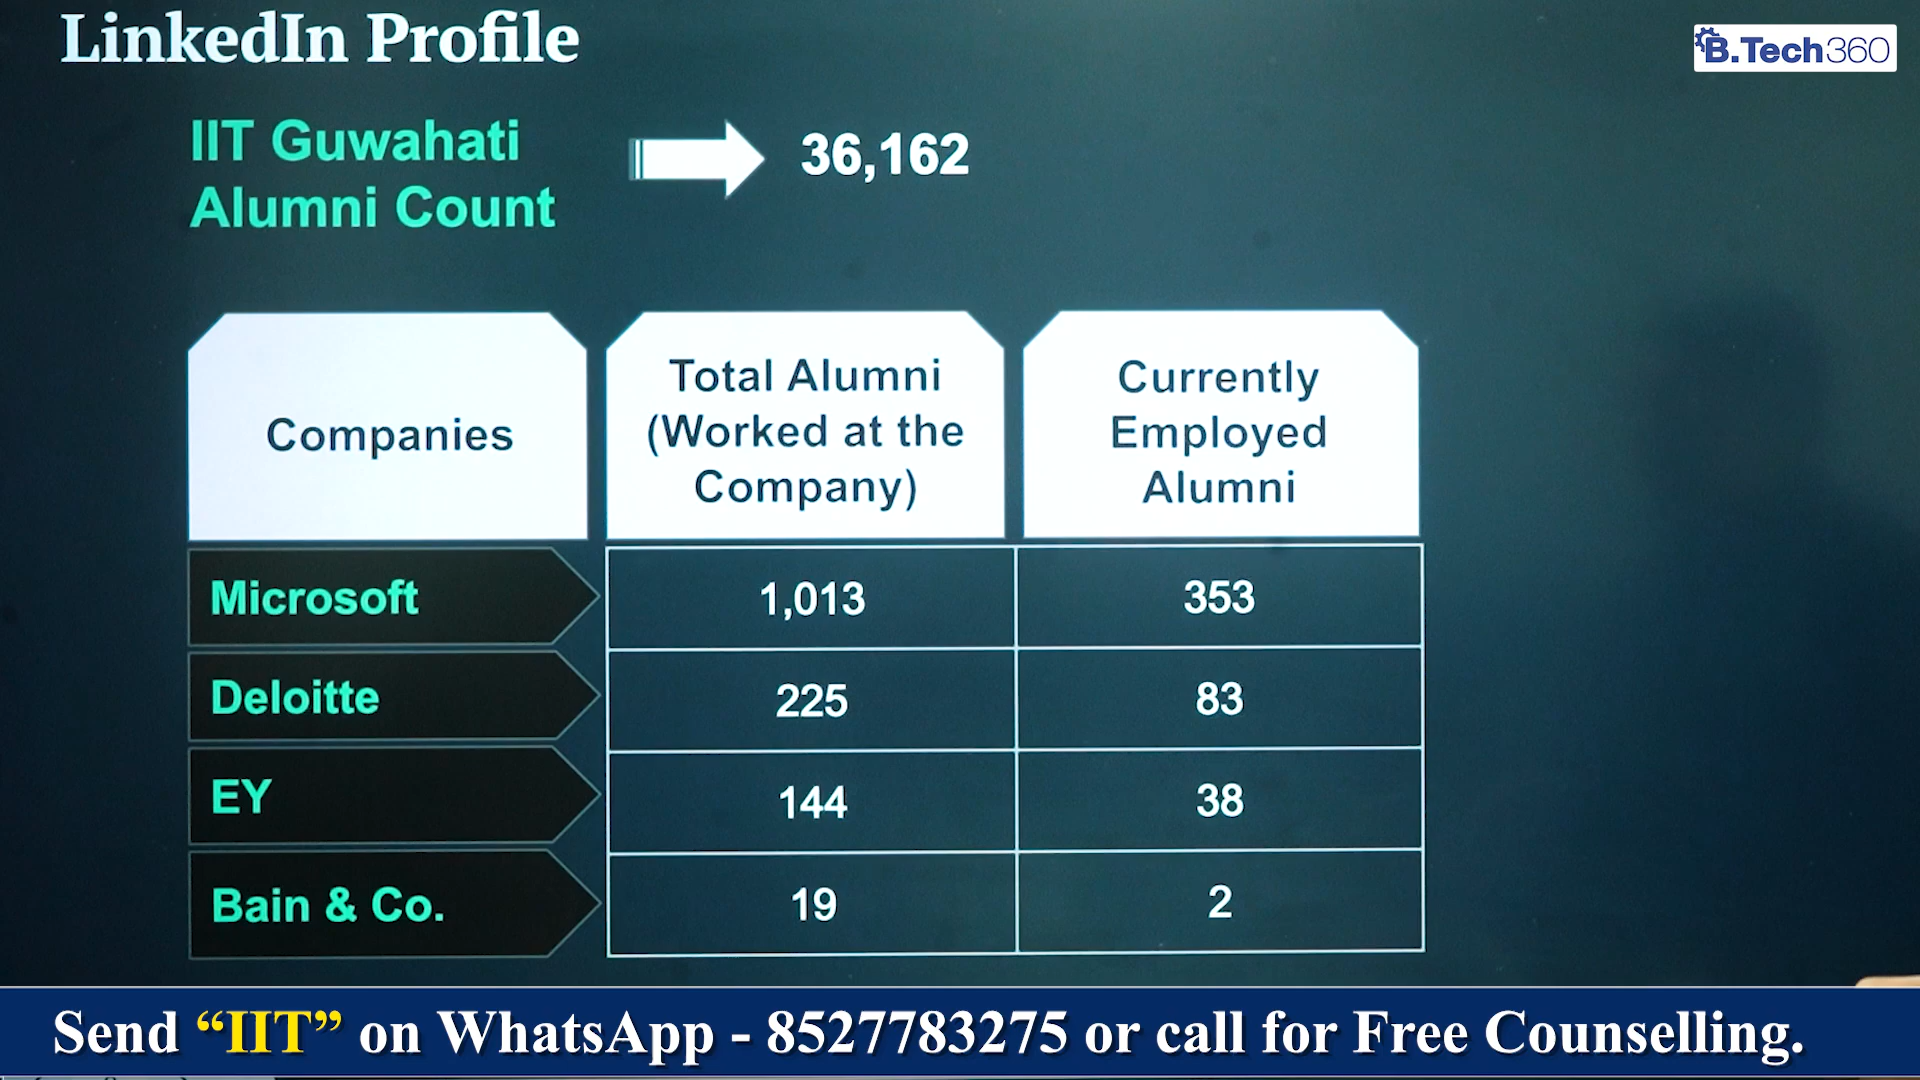 LinkedIn Profile
B.Tech360
IIT Guwahati
Alumni Count
36,162
Companies
Total Alumni
(Worked at the
Company)
Currently
Employed
Alumni
Microsoft
1,013
353
Deloitte
225
83
EY
144
38
Bain & Co.
19
2
Send “IIT” on WhatsApp - 8527783275 or call for Free Counselling.